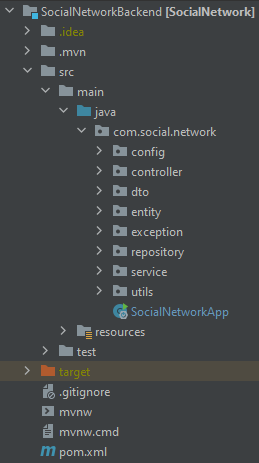 SocialNetworkBackend [SocialNetwork]
.idea
.mvn
src
main
java
com.social.network
config
controller
dto
entity
exception
repository
service
utils
SocialNetworkApp
resources
test
target
.gitignore
mvnw
mvnw.cmd
pom.xml